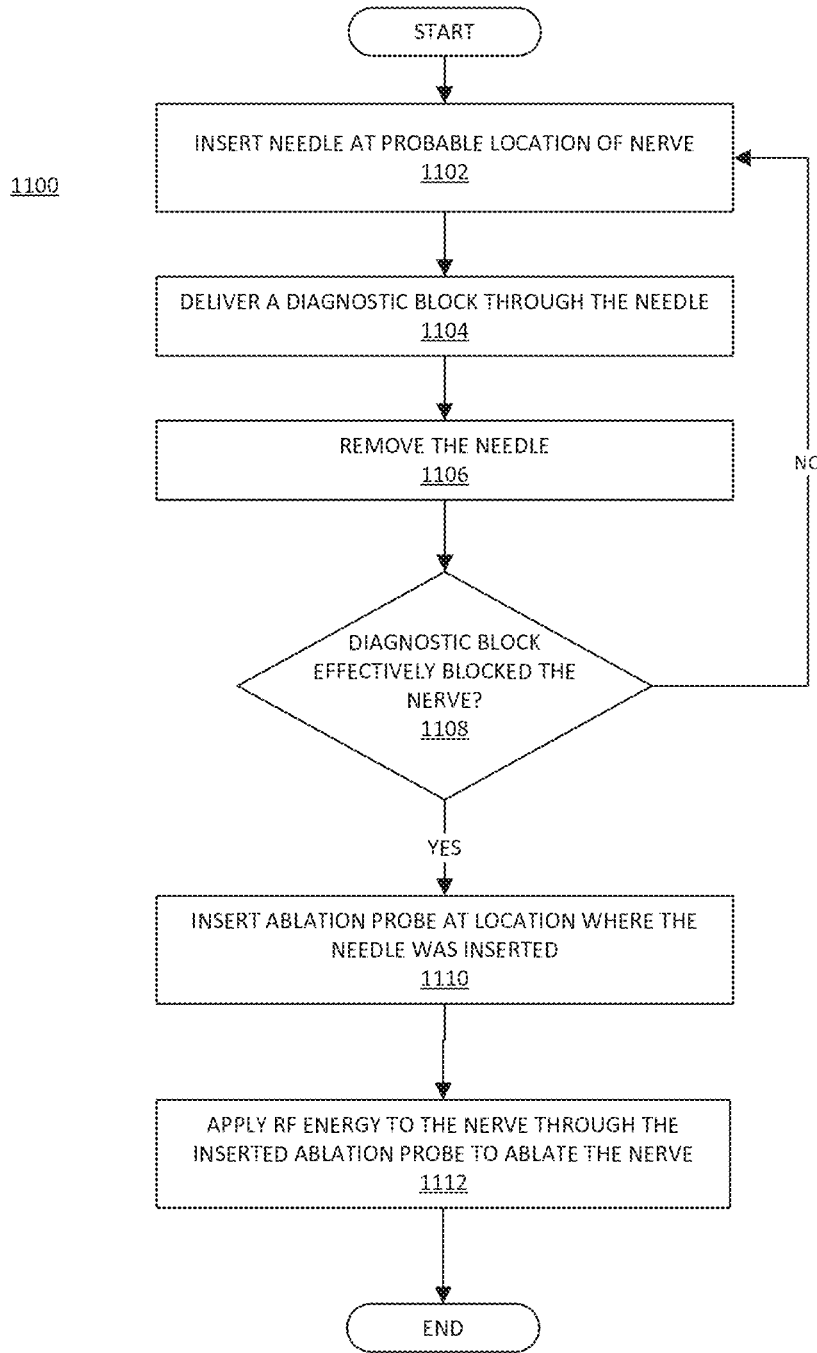 START
INSERT NEEDLE AT PROBABLE LOCATION OF NERVE
1102
1100
DELIVER A DIAGNOSTIC BLOCK THROUGH THE NEEDLE
1104
REMOVE THE NEEDLE
1106
NO
DIAGNOSTIC BLOCK
EFFECTIVELY BLOCKED THE
NERVE?
1108
YES
INSERT ABLATION PROBE AT LOCATION WHERE THE
NEEDLE WAS INSERTED
1110
APPLY RF ENERGY TO THE NERVE THROUGH THE
INSERTED ABLATION PROBE TO ABLATE THE NERVE
1112
END